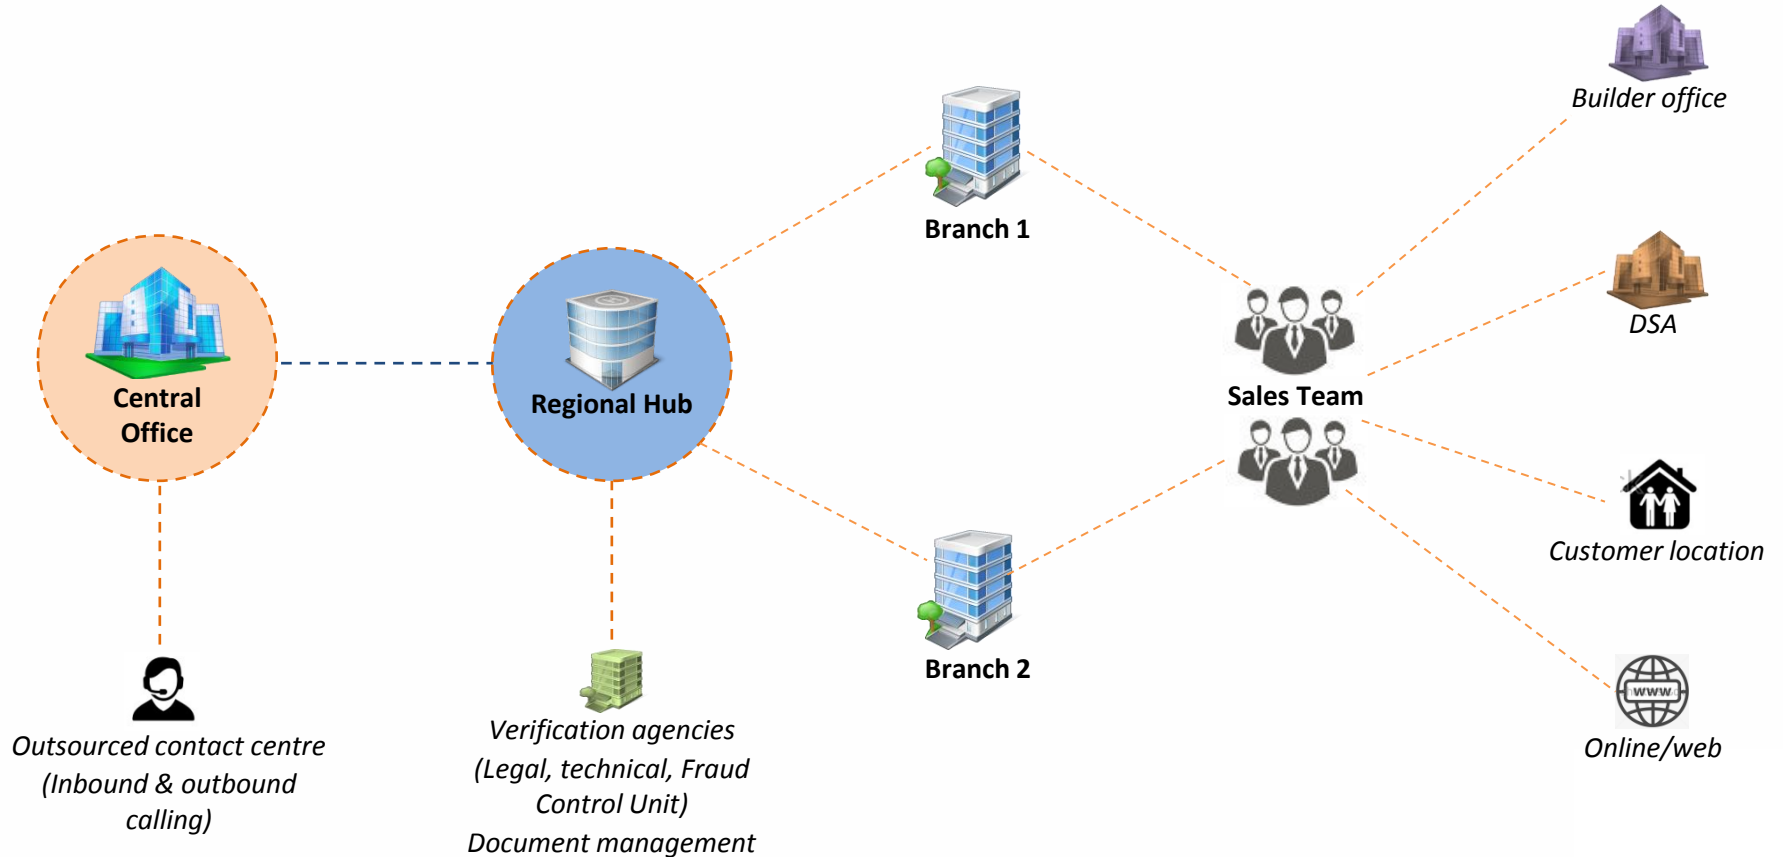 Builder office
Branch 1
DSA
Central
Office
Regional Hub
Sales Team
Customer location
Branch 2
www
Online/web
Outsourced contact centre
(Inbound & outbound
calling)
Verification agencies
(Legal, technical, Fraud
Control Unit)
Document management